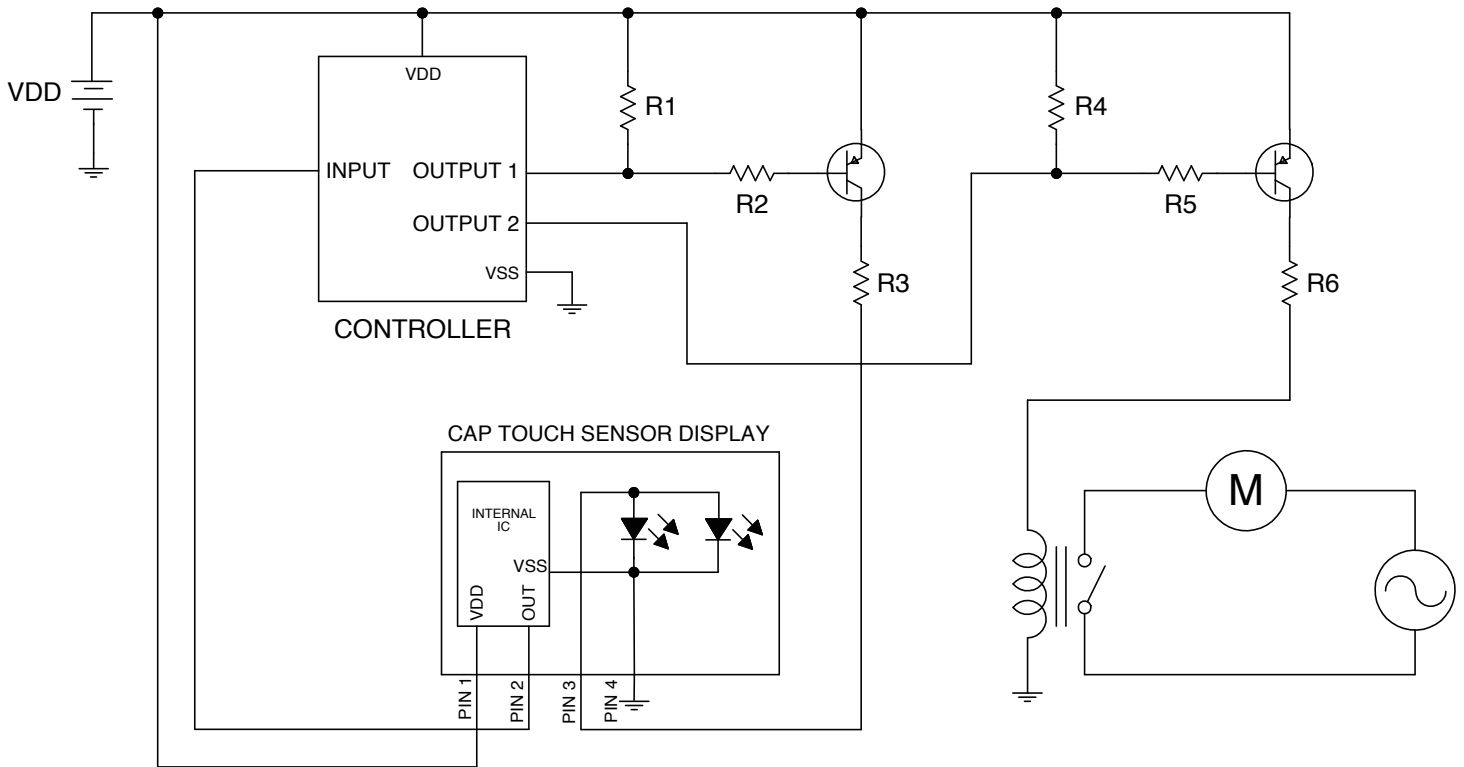 VDD
VDD
R1
R4
INPUT
OUTPUT 1
R2
R5
OUTPUT 2
VSS
R3
R6
CONTROLLER
CAP TOUCH SENSOR DISPLAY
INTERNAL
IC
VSS
VDD
OUT
M
PIN 1
PIN 2
PIN 3
PIN 4